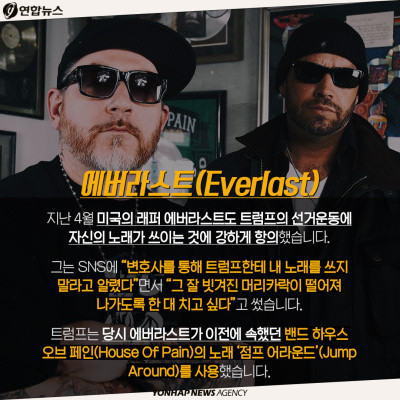 연합뉴스
PAIN
에버라스트(Everlast)
지난 4월 미국의 래퍼 에버라스트도 트럼프의 선거운동에
자신의 노래가 쓰이는 것에 강하게 항의했습니다.
그는 SNS에 “변호사를 통해 트럼프한테 내 노래를 쓰지
말라고 알렸다”면서 “그 잘 빗겨진 머리카락이 떨어져
나가도록 한 대 치고 싶다”고 썼습니다.
트럼프는 당시 에버라스트가 이전에 속했던 밴드 하우스
오브 페인(House Of Pain)의 노래 ‘점프 어라운드’(Jump
Around)를 사용했습니다.
YONHAP NEWS AGENCY